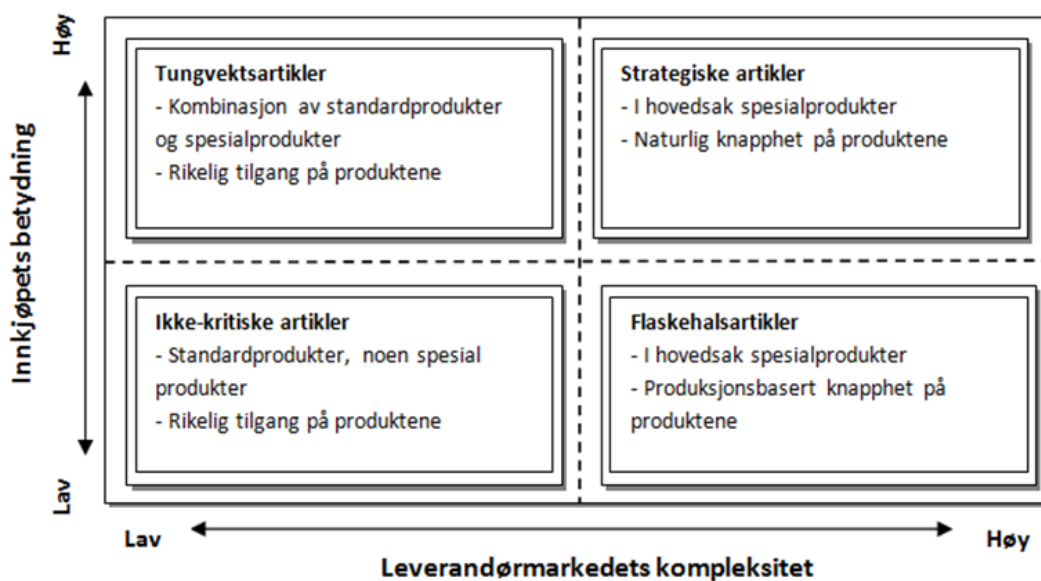 Høy
Innkjøpets betydning
Lav
Tungvektsartikler
- Kombinasjon av standardprodukter
og spesialprodukter
- Rikelig tilgang på produktene
Strategiske artikler
- I hovedsak spesialprodukter
- Naturlig knapphet på produktene
Ikke-kritiske artikler
- Standardprodukter, noen spesial
produkter
- Rikelig tilgang på produktene
Flaskehalsartikler
- I hovedsak spesialprodukter
- Produksjonsbasert knapphet på
produktene
Lav
Høy
Leverandørmarkedets kompleksitet